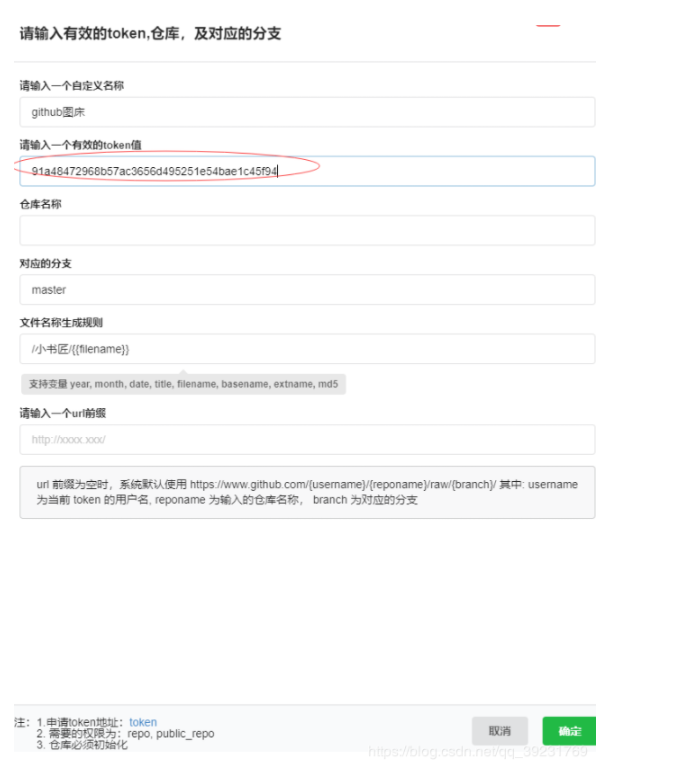 请输入有效的token,仓库，及对应的分支
请输入一个自定义名称
github图床
请输入一个有效的token值
91a48472968b57ac3656d495251e54bae1c45f94
仓库名称
对应的分支
master
文件名称生成规则
/小书匠/{{filename}}
支持变量 year, month, date, title, filename, basename, extname, md5
请输入一个url前缀
http://xxxx.xxx/
url 前缀为空时，系统默认使用 https://www.github.com/{username}/{reponame}/raw/{branch}/ 其中: username
为当前 token 的用户名, reponame 为输入的仓库名称， branch 为对应的分支
注： 1.申请token地址：token
2. 需要的权限为：repo, public_repo
3. 仓库必须初始化
取消
确定
https://blog.csdn.net/qq_39231769